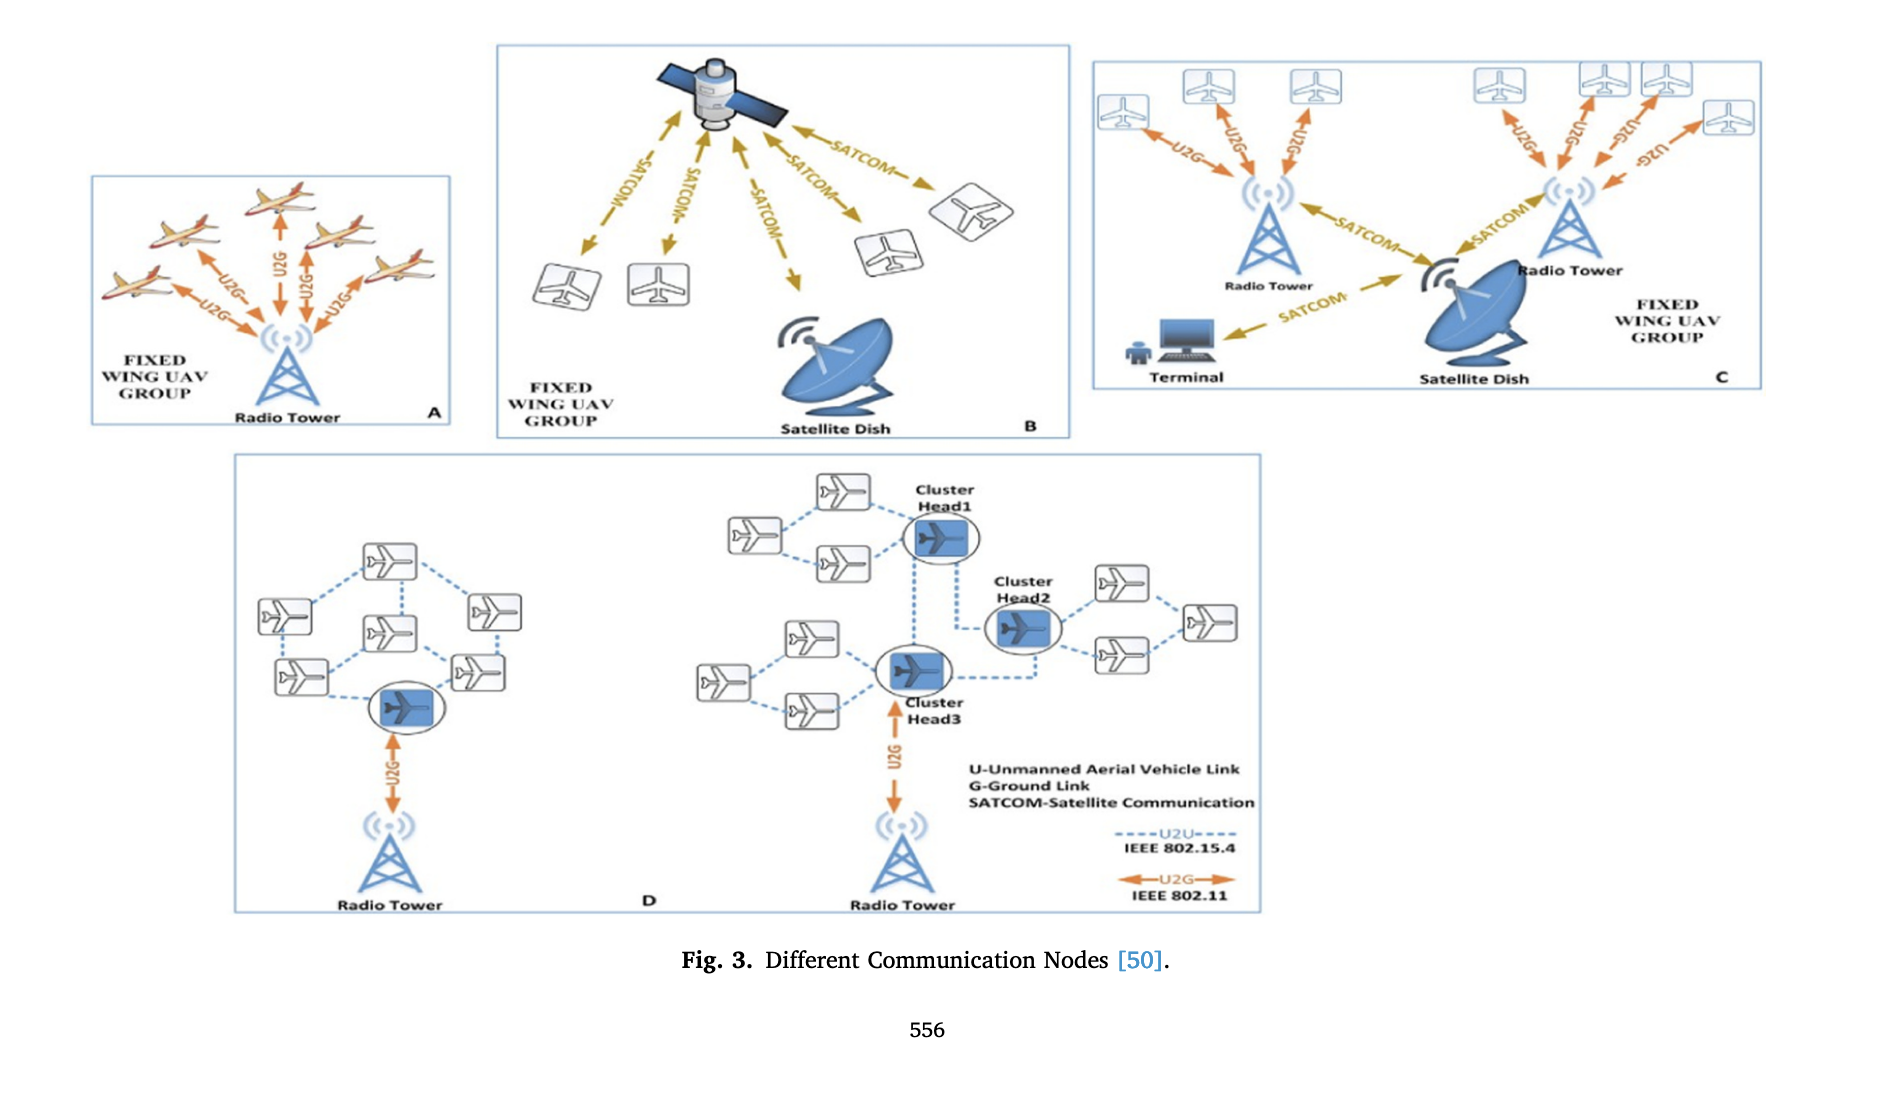 U2G
U2G
U2G
U2G
U2G
FIXED
WING UAV
GROUP
Radio Tower
A
SATCOM
SATCOM
SATCOM
SATCOM
SATCOM
FIXED
WING UAV
GROUP
Satellite Dish
B
U2G
U2G
U2G
U2G
U2G
U2G
U2G
SATCOM
SATCOM
Radio Tower
Radio Tower
SATCOM
FIXED
WING UAV
GROUP
Terminal
Satellite Dish
C
U2G
Radio Tower
D
Cluster
Head1
Cluster
Head2
Cluster
Head3
U2G
Radio Tower
U-Unmanned Aerial Vehicle Link
G-Ground Link
SATCOM-Satellite Communication
----U2U----
IEEE 802.15.4
U2G
IEEE 802.11
Fig. 3. Different Communication Nodes [50].
556